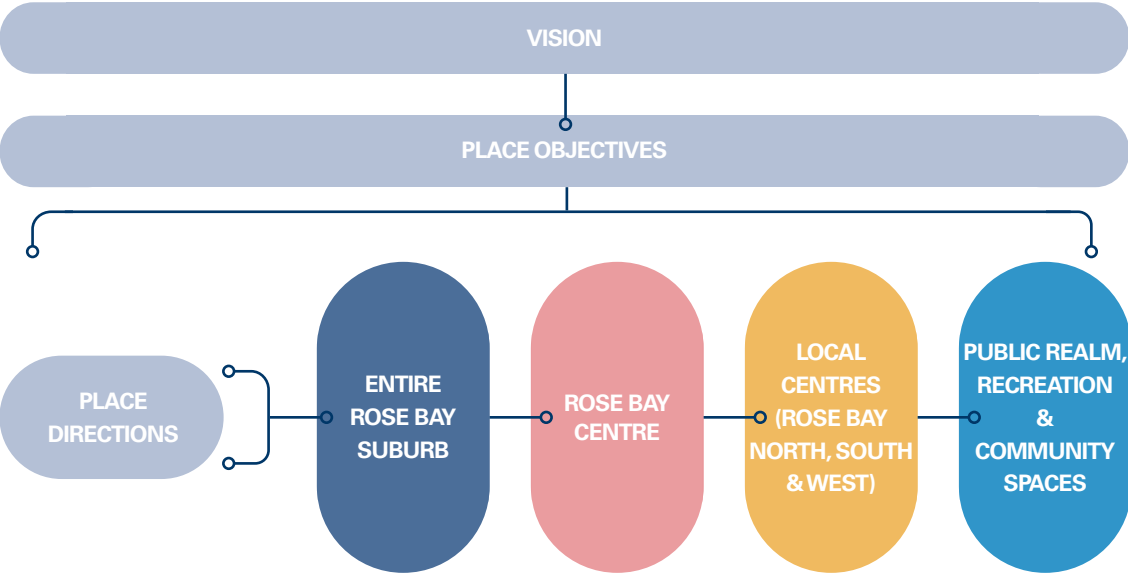 VISION
PLACE OBJECTIVES
PLACE
DIRECTIONS
ENTIRE
ROSE BAY
SUBURB
ROSE BAY
CENTRE
LOCAL
CENTRES
(ROSE BAY
NORTH, SOUTH
& WEST)
PUBLIC REALM,
RECREATION
&
COMMUNITY
SPACES